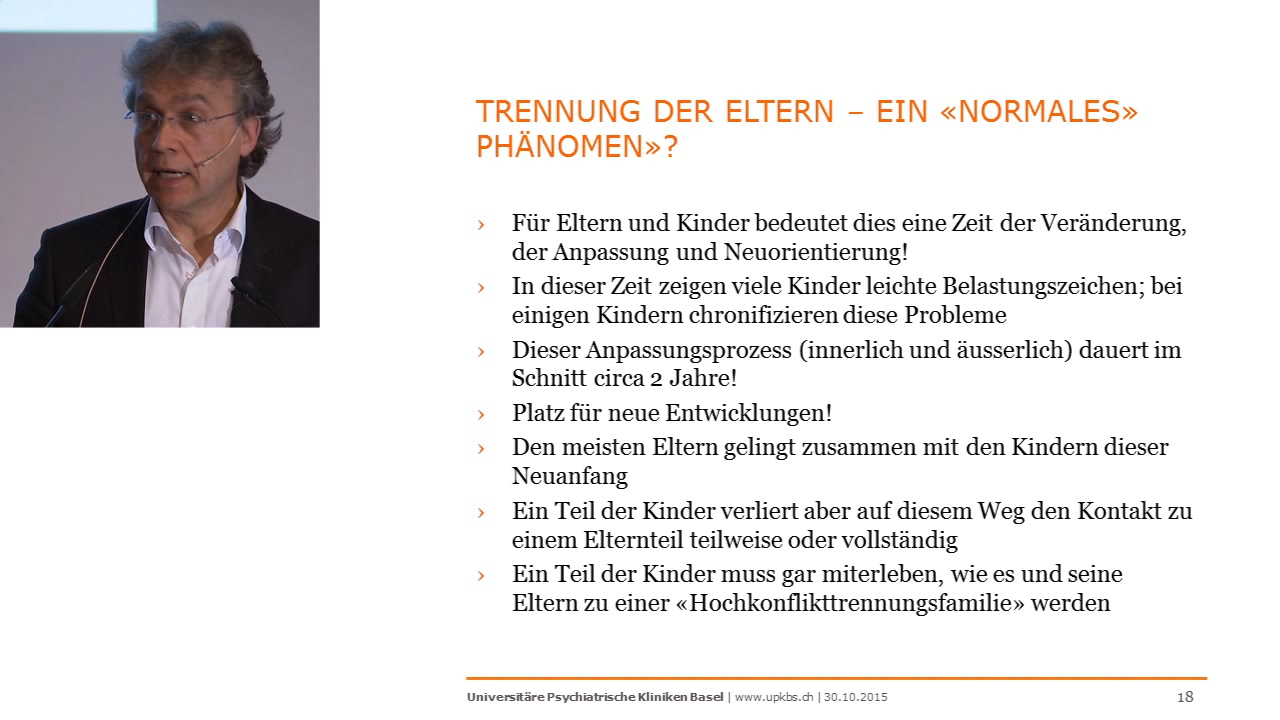 TRENNUNG DER ELTERN – EIN «NORMALES»
PHÄNOMEN»?
› Für Eltern und Kinder bedeutet dies eine Zeit der Veränderung,
der Anpassung und Neuorientierung!
› In dieser Zeit zeigen viele Kinder leichte Belastungszeichen; bei
einigen Kindern chronifizieren diese Probleme
› Dieser Anpassungsprozess (innerlich und äusserlich) dauert im
Schnitt circa 2 Jahre!
› Platz für neue Entwicklungen!
› Den meisten Eltern gelingt zusammen mit den Kindern dieser
Neuanfang
› Ein Teil der Kinder verliert aber auf diesem Weg den Kontakt zu
einem Elternteil teilweise oder vollständig
› Ein Teil der Kinder muss gar miterleben, wie es und seine
Eltern zu einer «Hochkonflikttrennungsfamilie» werden
Universitäre Psychiatrische Kliniken Basel | www.upkbs.ch | 30.10.2015 18